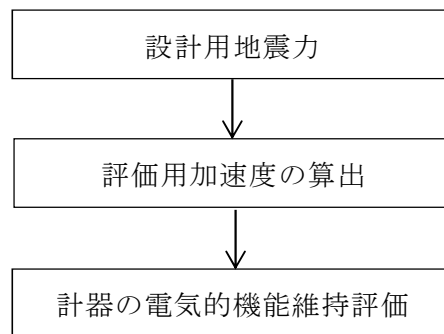 設計用地震力
評価用加速度の算出
計器の電気的機能維持評価